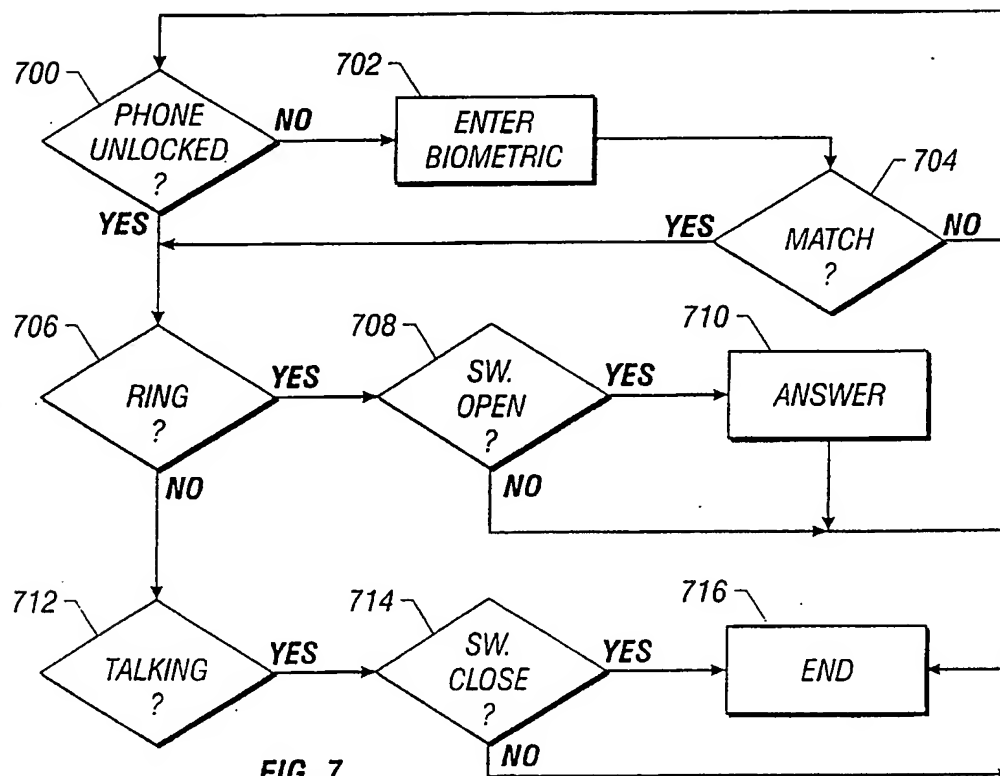 700
PHONE
UNLOCKED
?
NO
YES
702
ENTER
BIOMETRIC
704
MATCH
?
YES
NO
706
RING
?
YES
NO
708
SW.
OPEN
?
YES
NO
710
ANSWER
712
TALKING
?
YES
714
SW.
CLOSE
?
YES
NO
716
END
FIG. 7